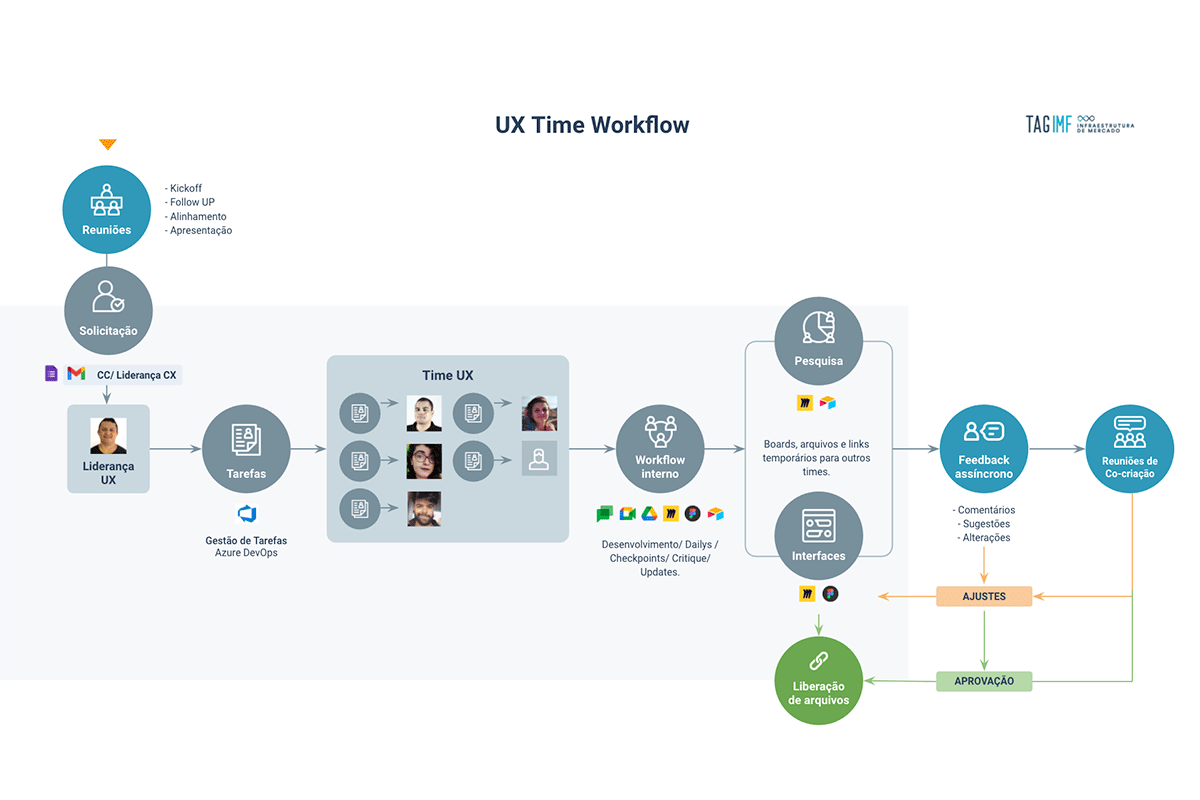 UX Time Workflow
TAGIMF
INFRAESTRUTURA
DE MERCADO
Reuniões
- Kickoff
- Follow UP
- Alinhamento
- Apresentação
Solicitação
CC/ Liderança CX
Liderança
UX
Tarefas
Gestão de Tarefas
Azure DevOps
Time UX
Workflow
interno
Desenvolvimento/ Dailys /
Checkpoints/ Critique/
Updates.
Pesquisa
Boards, arquivos e links
temporários para outros
times.
Interfaces
Liberação
de arquivos
Feedback
assíncrono
- Comentários
- Sugestões
- Alterações
AJUSTES
APROVAÇÃO
Reuniões de
Co-criação